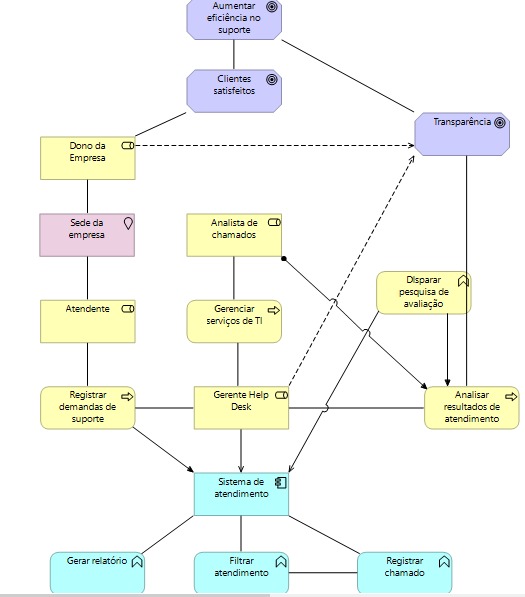 Aumentar
eficiência no
suporte
Clientes
satisfeitos
Transparência
Dono da
Empresa
Sede da
empresa
Analista de
chamados
Disparar
pesquisa de
avaliação
Atendente
Gerenciar
serviços de TI
Registrar
demandas de
suporte
Gerente Help
Desk
Analisar
resultados de
atendimento
Sistema de
atendimento
Gerar relatório
Filtrar
atendimento
Registrar
chamado